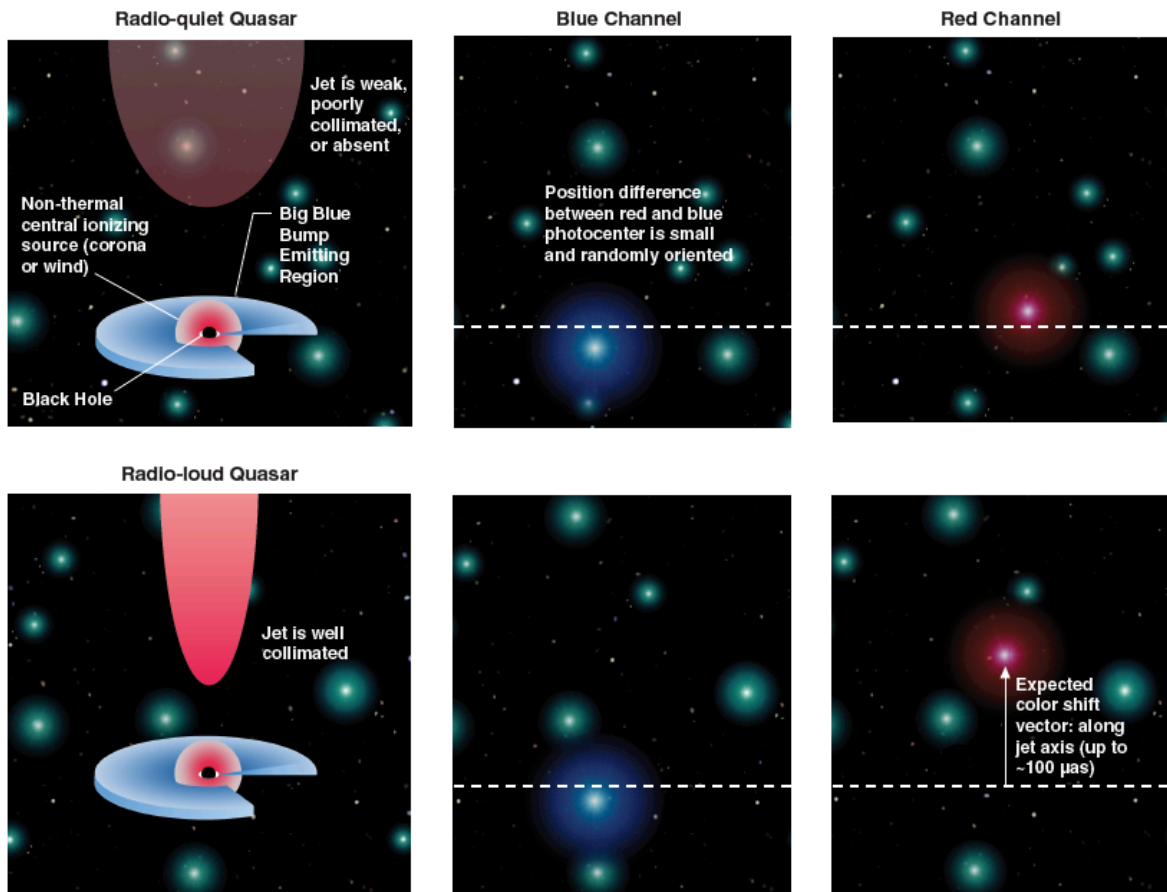 Radio-quiet Quasar
Blue Channel
Red Channel
Jet is weak,
poorly
collimated,
or absent
Non-thermal
central ionizing
source (corona
or wind)
Big Blue
Bump
Emitting
Region
Black Hole
Position difference
between red and blue
photocenter is small
and randomly oriented
Radio-loud Quasar
Jet is well
collimated
Expected
color shift
vector: along
jet axis (up to
~100 µas)